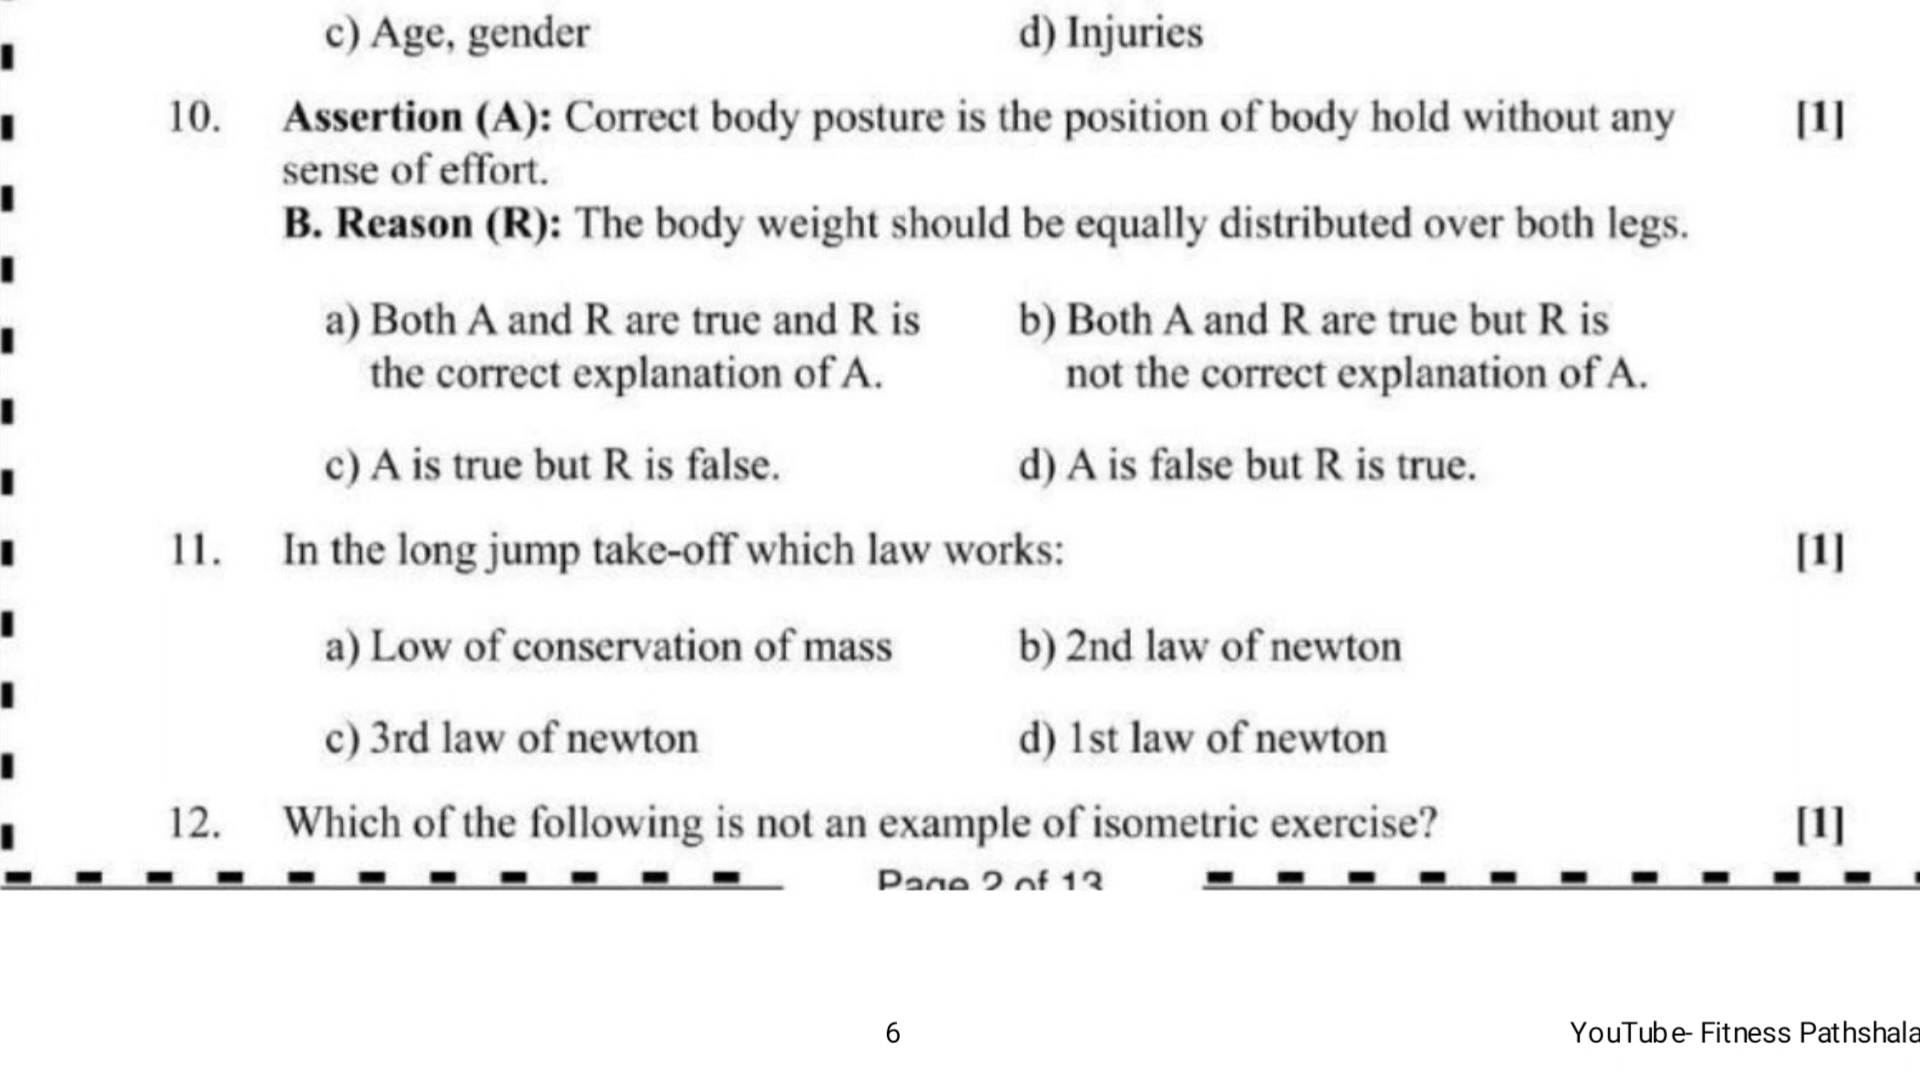 c) Age, gender
d) Injuries
10. Assertion (A): Correct body posture is the position of body hold without any [1]
sense of effort.
B. Reason (R): The body weight should be equally distributed over both legs.
a) Both A and R are true and R is
the correct explanation of A.
b) Both A and R are true but R is
not the correct explanation of A.
c) A is true but R is false.
d) A is false but R is true.
11. In the long jump take-off which law works: [1]
a) Low of conservation of mass
b) 2nd law of newton
c) 3rd law of newton
d) 1st law of newton
12. Which of the following is not an example of isometric exercise? [1]
Page 2 of 13
6
YouTube- Fitness Pathshala